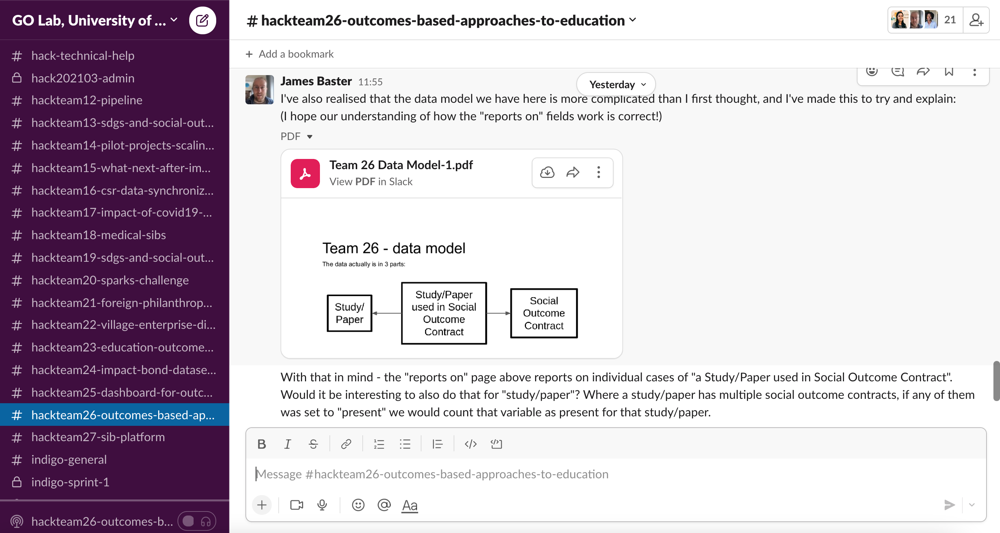 GO Lab, University of ...
# hack-technical-help
hack202103-admin
# hackteam12-pipeline
# hackteam13-sdgs-and-social-out...
# hackteam14-pilot-projects-scalin...
# hackteam15-what-next-after-im...
# hackteam16-csr-data-synchroniz...
# hackteam17-impact-of-covid19-...
# hackteam18-medical-sibs
# hackteam19-sdgs-and-social-out...
# hackteam20-sparks-challenge
# hackteam21-foreign-philanthrop...
# hackteam22-village-enterprise-di...
# hackteam23-education-outcome...
# hackteam24-impact-bond-datase...
# hackteam25-dashboard-for-outc...
# hackteam26-outcomes-based-ap...
# hackteam27-sib-platform
# indigo-general
indigo-sprint-1
hackteam26-outcomes-b...
# hackteam26-outcomes-based-approaches-to-education
21
+ Add a bookmark
James Baster 11:55
Yesterday
I've also realised that the data model we have here is more complicated than I first thought, and I've made this to try and explain:
(I hope our understanding of how the "reports on" fields work is correct!)
PDF
Team 26 Data Model-1.pdf
View PDF in Slack
Team 26 - data model
The data actually is in 3 parts:
Study/
Paper
Study/Paper
used in Social
Outcome
Contract
Social
Outcome
Contract
With that in mind - the "reports on" page above reports on individual cases of "a Study/Paper used in Social Outcome Contract".
Would it be interesting to also do that for "study/paper"? Where a study/paper has multiple social outcome contracts, if any of them
was set to "present" we would count that variable as present for that study/paper.
B I S
Message #hackteam26-outcomes-based-approaches-to-education
Aa